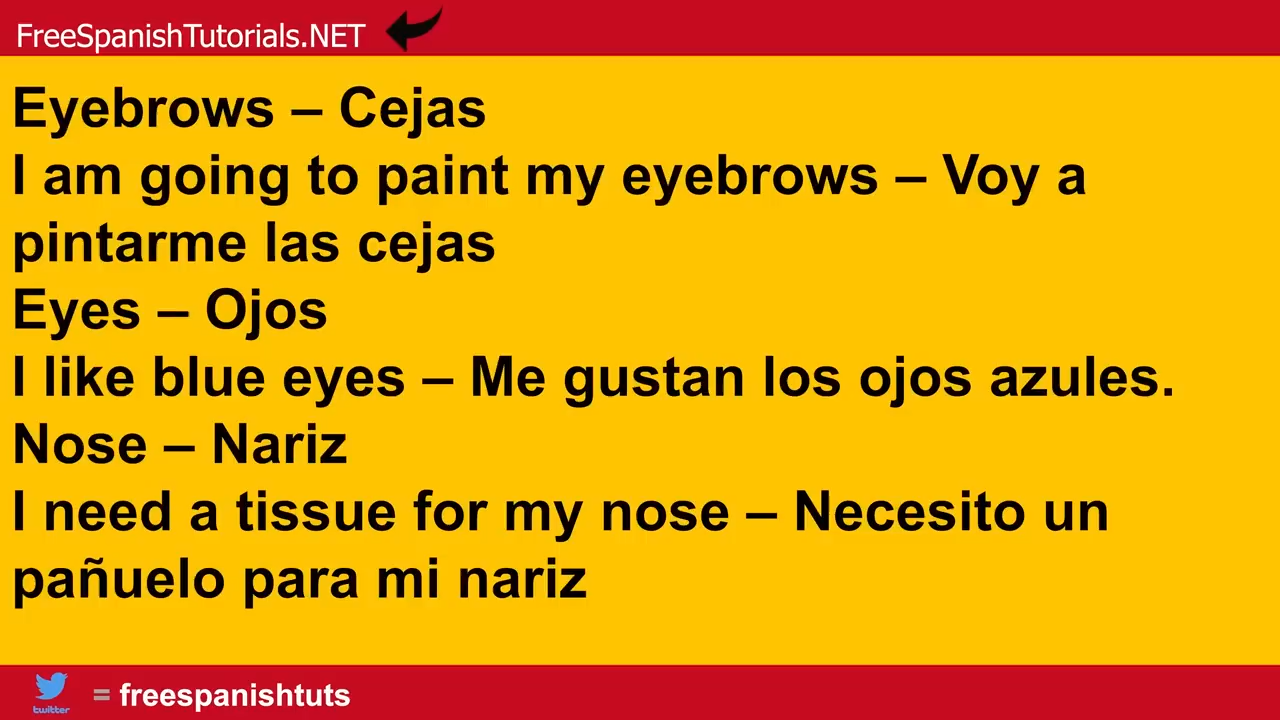 FreeSpanishTutorials.NET
Eyebrows – Cejas
I am going to paint my eyebrows – Voy a
pintarme las cejas
Eyes – Ojos
I like blue eyes – Me gustan los ojos azules.
Nose – Nariz
I need a tissue for my nose – Necesito un
pañuelo para mi nariz
twitter = freespanishtuts